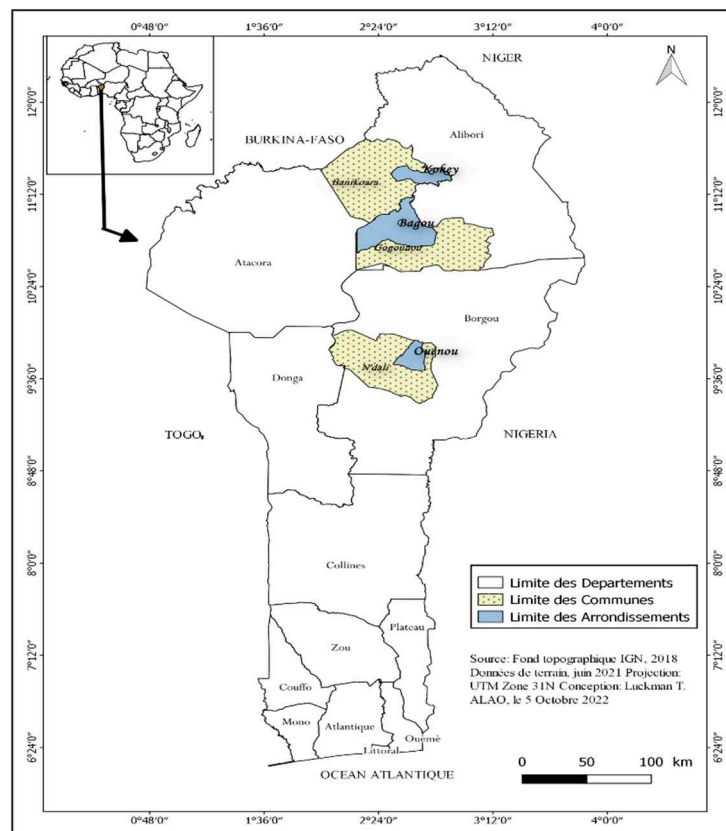 0°48'0" 1°36'0" 2°24'0" 3°12'0" 4°0'0"
NIGER
N
12°0'0" 12°0'0"
Alibori
BURKINA-FASO
Kokey
Banikoara
11°12'0" 11°12'0"
Bagou
Gogounou
Atacora
10°24'0" 10°24'0"
Borgou
Ouénou
N'dali
9°36'0" 9°36'0"
Donga
TOGO
NIGERIA
8°48'0" 8°48'0"
8°0'0" 8°0'0"
Collines
Limite des Departements
Limite des Communes
Limite des Arrondissements
Plateau
Zou
7°12'0" 7°12'0"
Source: Fond topographique IGN, 2018
Données de terrain, juin 2021 Projection:
UTM Zone 31N Conception: Luckman T.
ALAO, le 5 Octobre 2022
Couffo
Mono
Atlantique
Ouèmè
Littoral
6°24'0" 6°24'0"
OCEAN ATLANTIQUE
0 50 100 km
0°48'0" 1°36'0" 2°24'0" 3°12'0" 4°0'0"